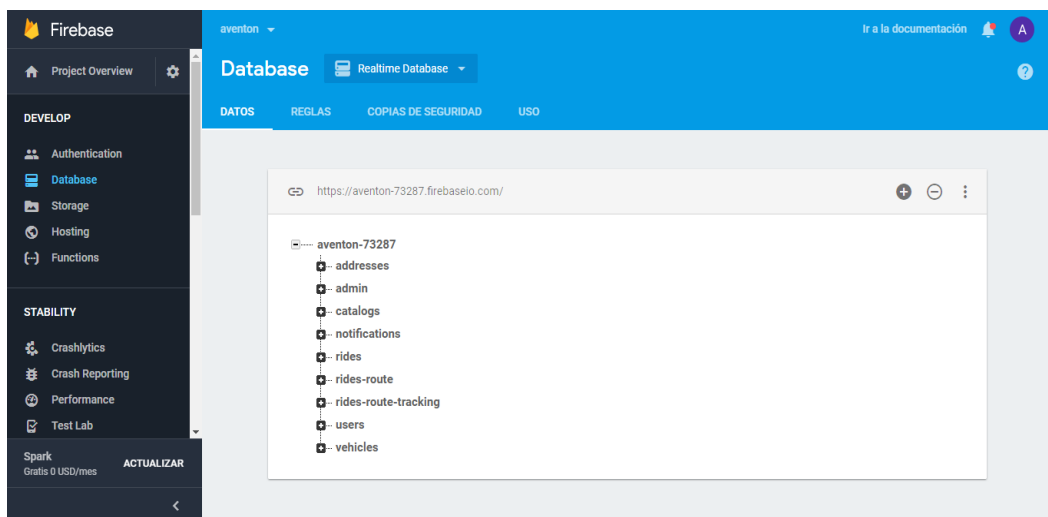 Firebase
Project Overview
DEVELOP
Authentication
Database
Storage
Hosting
Functions
STABILITY
Crashlytics
Crash Reporting
Performance
Test Lab
Spark
Gratis 0 USD/mes
ACTUALIZAR
aventon
Ir a la documentación
A
Database
Realtime Database
?
DATOS
REGLAS
COPIAS DE SEGURIDAD
USO
https://aventon-73287.firebaseio.com/
aventon-73287
addresses
admin
catalogs
notifications
rides
rides-route
rides-route-tracking
users
vehicles